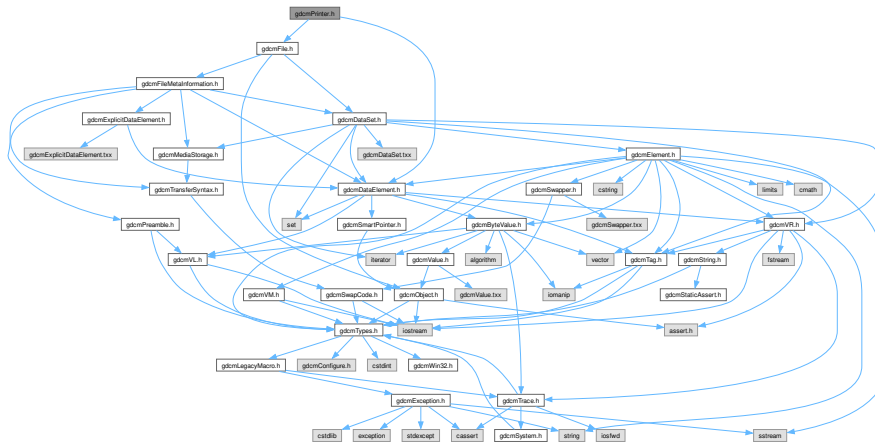 gdcmPrinter.h
gdcmFile.h
gdcmFileMetaInformation.h
gdcmExplicitDataElement.h
gdcmDataSet.h
gdcmExplicitDataElement.txx
gdcmMediaStorage.h
gdcmDataSet.txx
gdcmElement.h
gdcmTransferSyntax.h
gdcmDataElement.h
gdcmSwapper.h
cstring
limits
cmath
gdcmPreamble.h
set
gdcmSmartPointer.h
gdcmByteValue.h
gdcmSwapper.txx
gdcmVR.h
gdcmVL.h
iterator
gdcmValue.h
algorithm
vector
gdcmTag.h
gdcmString.h
fstream
gdcmVM.h
gdcmSwapCode.h
gdcmObject.h
gdcmValue.txx
iomanip
gdcmStaticAssert.h
gdcmTypes.h
iostream
assert.h
gdcmLegacyMacro.h
gdcmConfigure.h
cstdint
gdcmWin32.h
gdcmException.h
gdcmTrace.h
cstdlib
exception
stdexcept
cassert
gdcmSystem.h
string
iosfwd
sstream